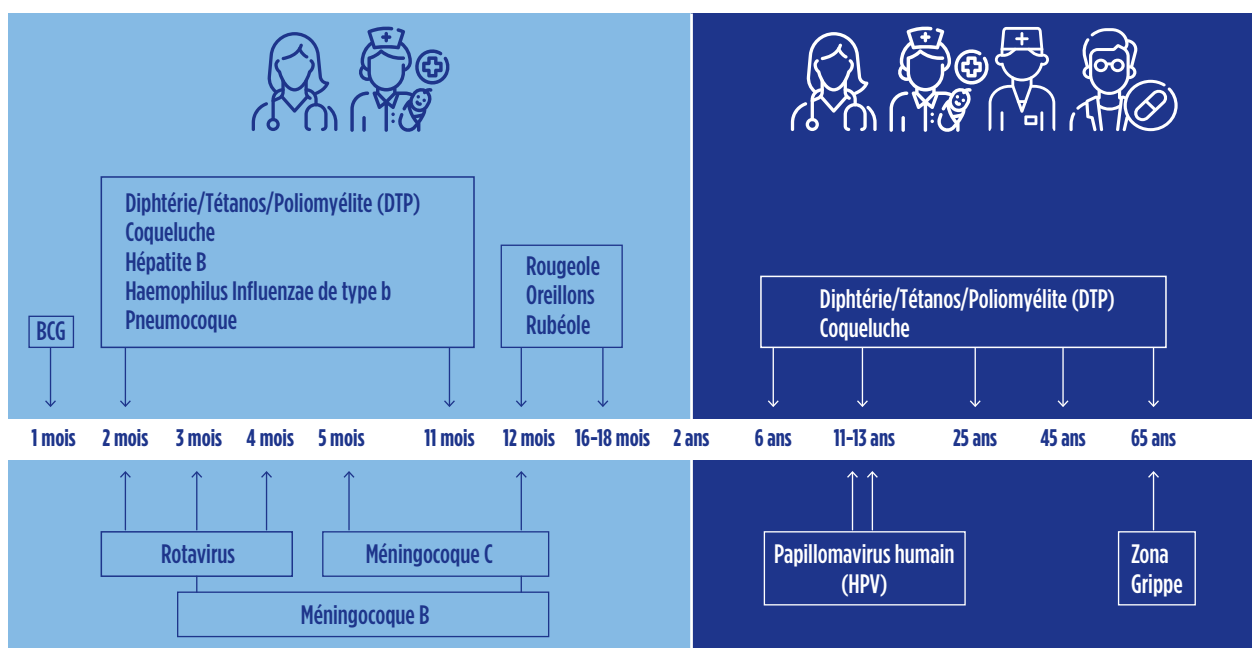 Diphtérie/Tétanos/Poliomyélite (DTP)
Coqueluche
Hépatite B
Haemophilus Influenzae de type b
Pneumocoque
BCG
Rougeole
Oreillons
Rubéole
Diphtérie/Tétanos/Poliomyélite (DTP)
Coqueluche
1 mois 2 mois 3 mois 4 mois 5 mois 11 mois 12 mois 16-18 mois 2 ans 6 ans 11-13 ans 25 ans 45 ans 65 ans
Rotavirus
Méningocoque C
Méningocoque B
Papillomavirus humain
(HPV)
Zona
Grippe